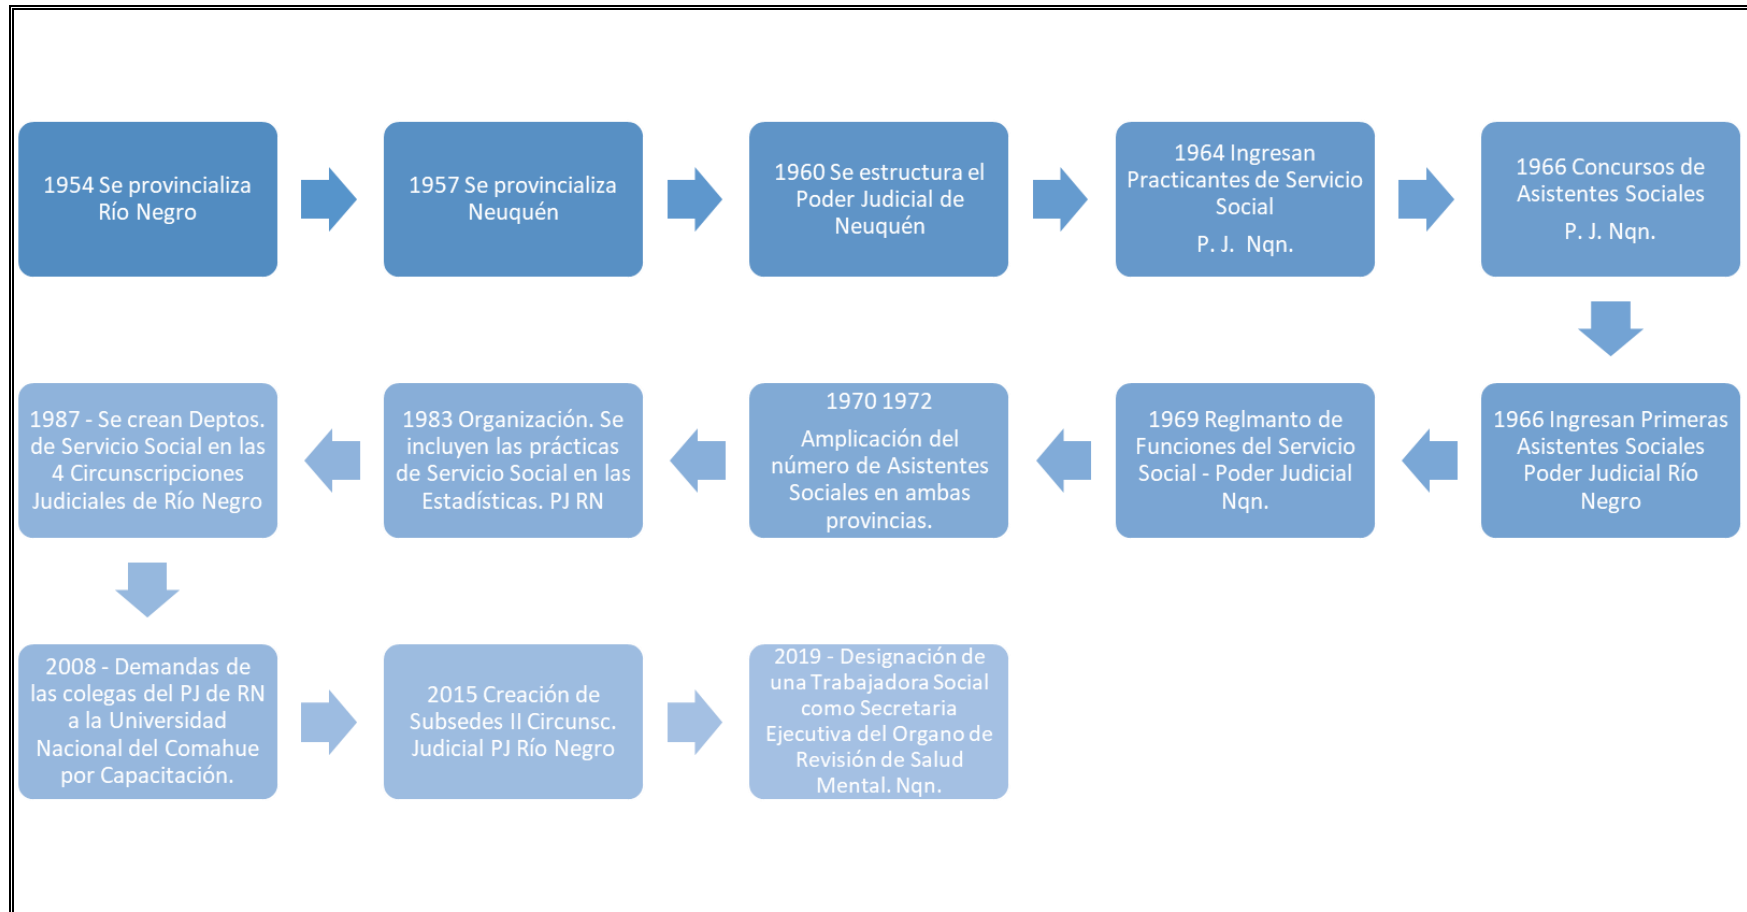 1954 Se provincializa
Río Negro
1957 Se provincializa
Neuquén
1960 Se estructura el
Poder Judicial de
Neuquén
1964 Ingresan
Practicantes de Servicio
Social
P. J.  Nqn.
1966 Concursos de
Asistentes Sociales
P. J. Nqn.
1966 Ingresan Primeras
Asistentes Sociales
Poder Judicial Río
Negro
1969 Reglmanto de
Funciones del Servicio
Social - Poder Judicial
Nqn.
1970 1972
Amplicación del
número de Asistentes
Sociales en ambas
provincias.
1983 Organización. Se
incluyen las prácticas
de Servicio Social en las
Estadísticas. PJ RN
1987 - Se crean Deptos.
de Servicio Social en las
4 Circunscripciones
Judiciales de Río Negro
2008 - Demandas de
las colegas del PJ de RN
a la Universidad
Nacional del Comahue
por Capacitación.
2015 Creación de
Subsedes II Circunsc.
Judicial PJ Río Negro
2019 - Designación de
una Trabajadora Social
como Secretaria
Ejecutiva del Organo de
Revisión de Salud
Mental. Nqn.